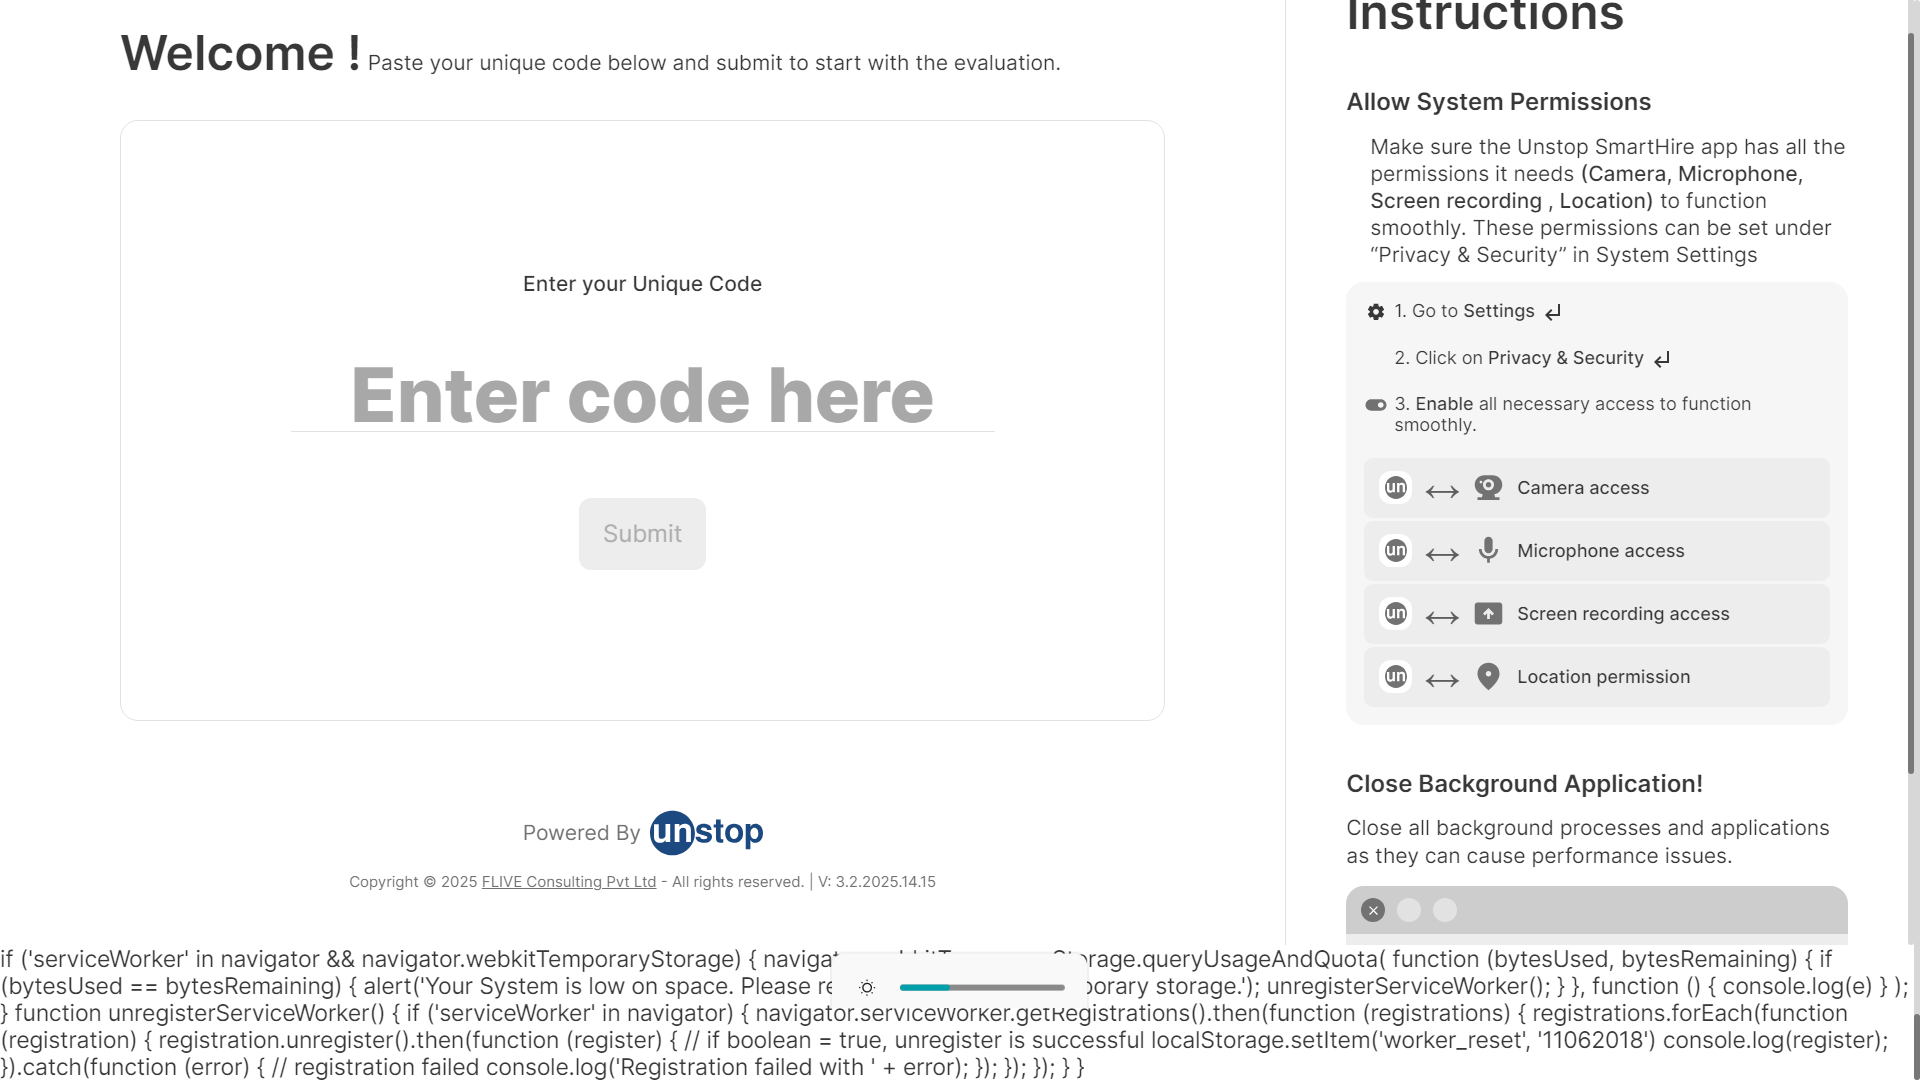 Welcome ! Paste your unique code below and submit to start with the evaluation.
Enter your Unique Code
Enter code here
Submit
Powered By unstop
Copyright © 2025 FLIVE Consulting Pvt Ltd - All rights reserved. | V: 3.2.2025.14.15
Instructions
Allow System Permissions
Make sure the Unstop SmartHire app has all the
permissions it needs (Camera, Microphone,
Screen recording , Location) to function
smoothly. These permissions can be set under
“Privacy & Security” in System Settings
1. Go to Settings
2. Click on Privacy & Security
3. Enable all necessary access to function
smoothly.
un Camera access
un Microphone access
un Screen recording access
un Location permission
Close Background Application!
Close all background processes and applications
as they can cause performance issues.
if ('serviceWorker' in navigator && navigator.webkitTemporaryStorage) { function (bytesUsed, bytesRemaining) { if
(bytesUsed == bytesRemaining) { alert('Your System is low on space. Please storage.'); unregisterServiceWorker(); } }, function () { console.log(e) } );
} function unregisterServiceWorker() { if ('serviceWorker' in navigator) { navigator.serviceWorker.getRegistrations().then(function (registrations) { registrations.forEach(function
(registration) { registration.unregister().then(function (register) { // if boolean = true, unregister is successful localStorage.setItem('worker_reset', '11062018') console.log(register);
}).catch(function (error) { // registration failed console.log('Registration failed with ' + error); }); }); }); } }